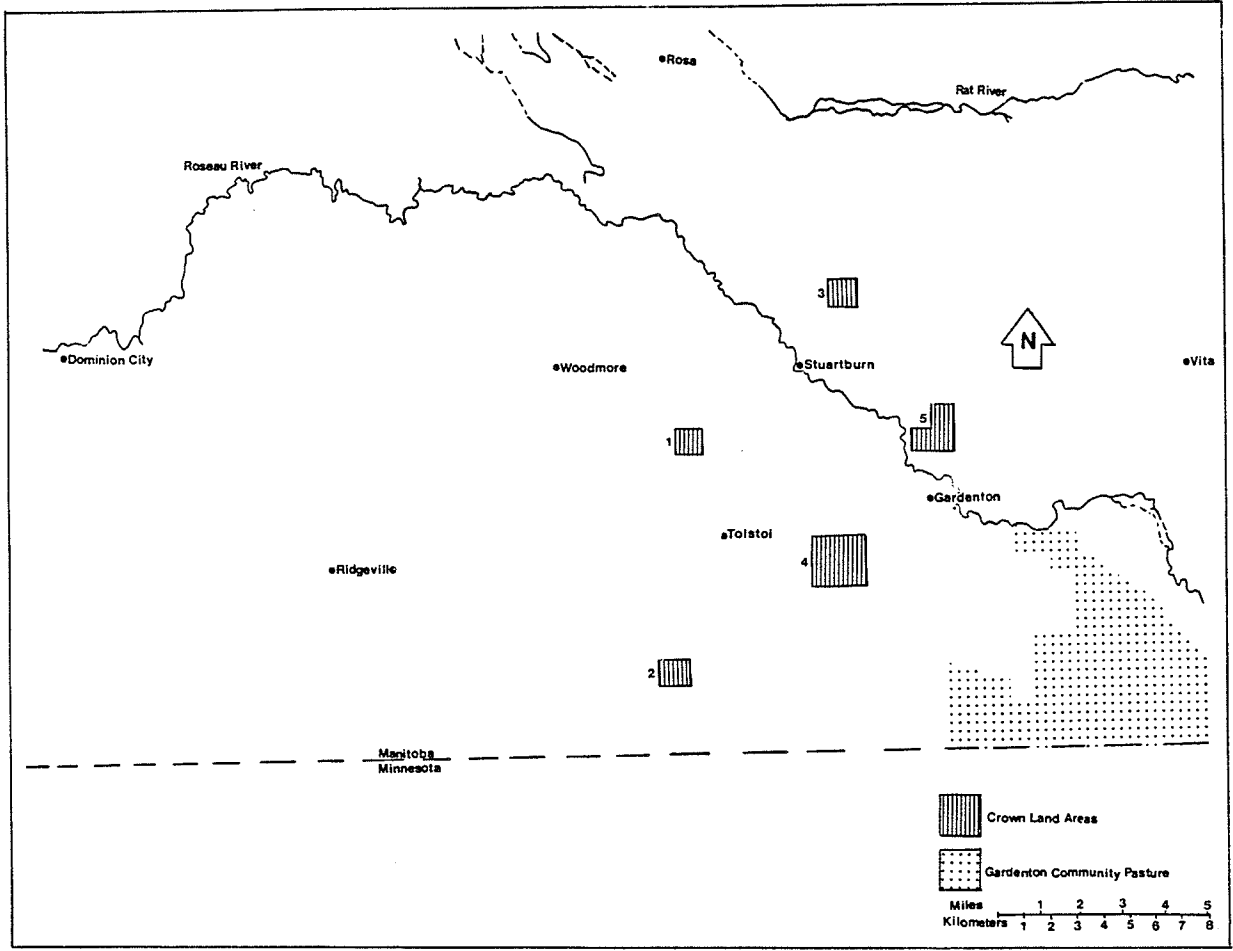 Rosa
Rat River
Roseau River
3
N
Dominion City
Woodmore
Stuartburn
Vita
5
1
Gardenton
Tolstoi
4
Ridgeville
2
Manitoba
Minnesota
Crown Land Areas
Gardenton Community Pasture
Miles 1 2 3 4 5
Kilometers 1 2 3 4 5 6 7 8